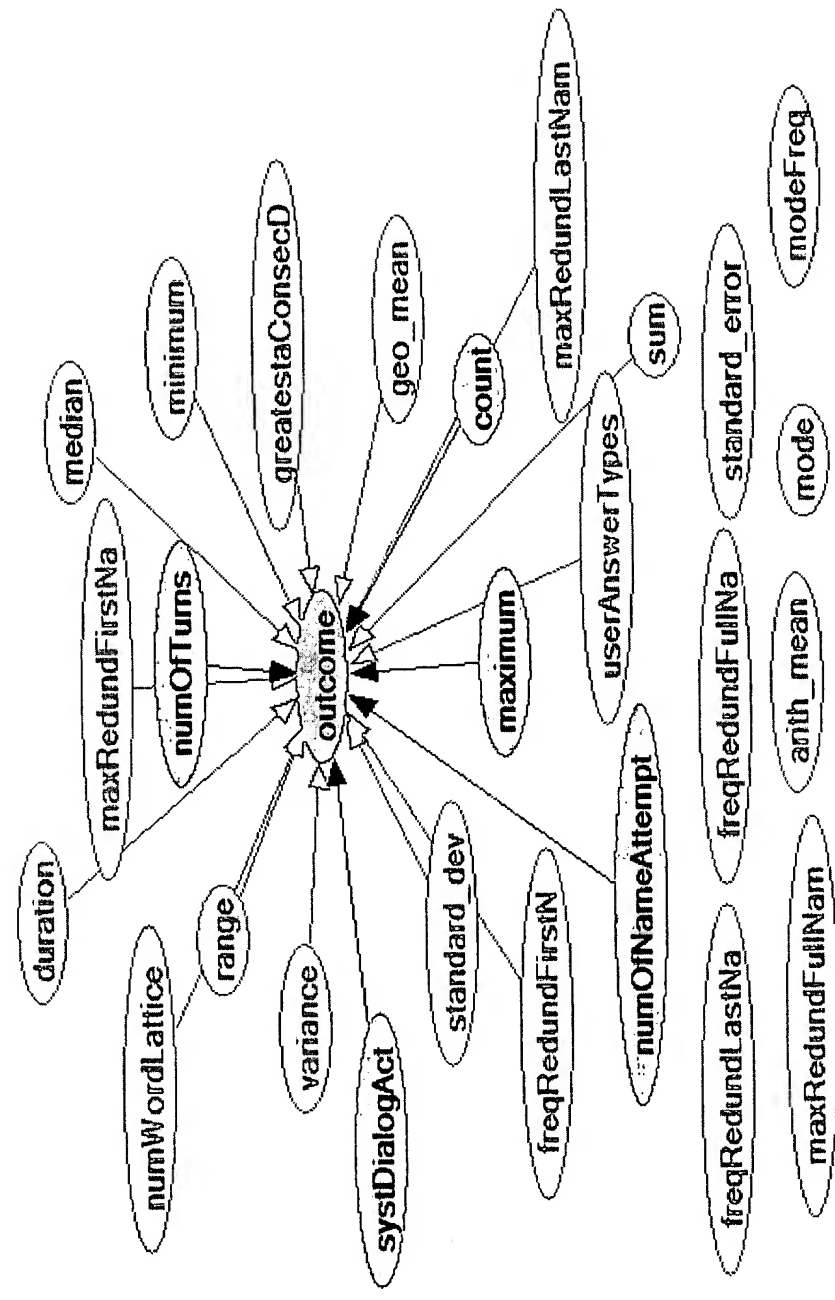 duration
median
maxRedundFirstNa
numWordLattice
numOfTurns
minimum
range
greatestaConsecD
variance
outcome
systDialogAct
geo_mean
standard_dev
count
maximum
freqRedundFirstN
maxRedundLastNam
userAnswerTypes
numOfNameAttempt
sum
freqRedundLastNa
freqRedundFullNa
standard_error
maxRedundFullNam
arith_mean
mode
modeFreq